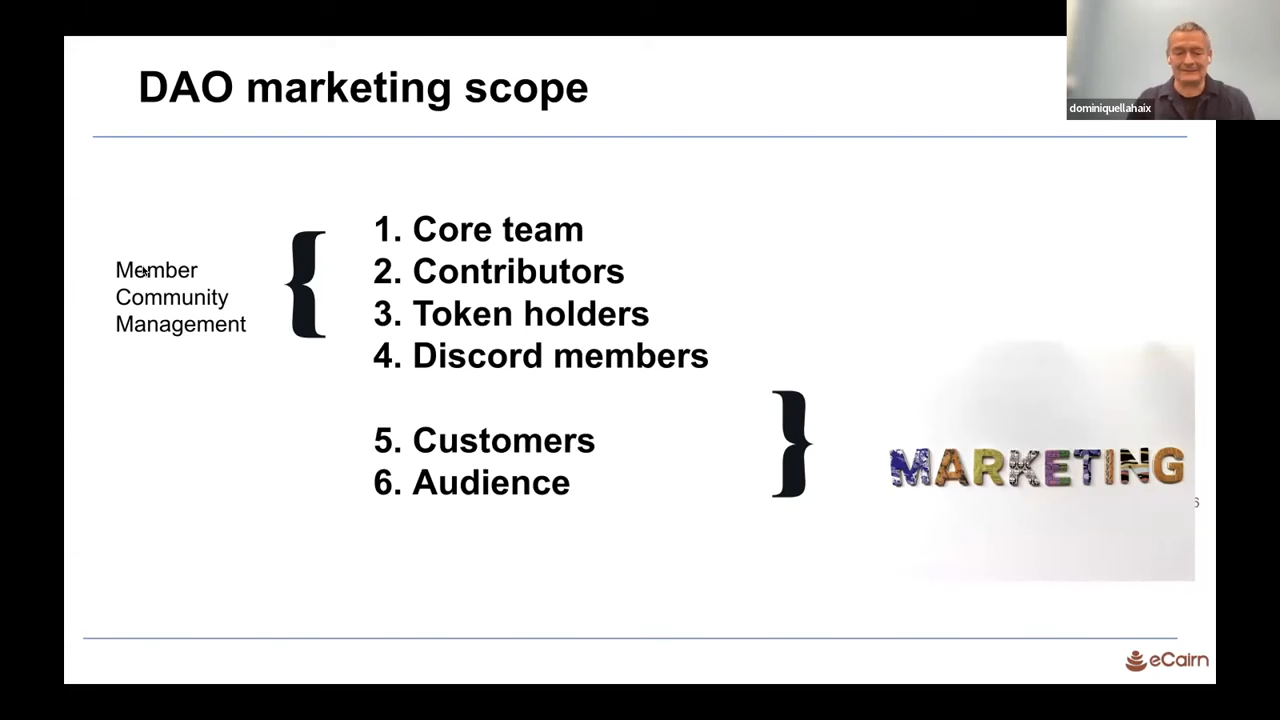 DAO marketing scope
dominiquellahaix
Member
Community
Management
1. Core team
2. Contributors
3. Token holders
4. Discord members
5. Customers
6. Audience
MARKETING
6
eCairn